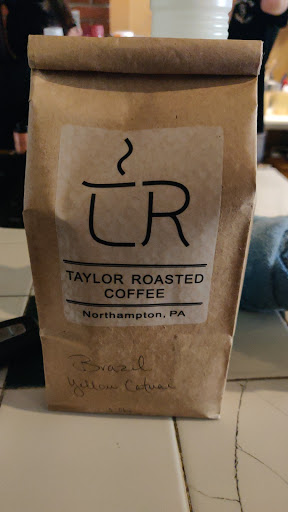 TR
TAYLOR ROASTED
COFFEE
Northampton, PA
Brazil
Yellow Catuai